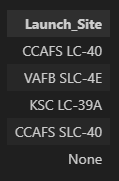 Launch_Site
CCAFS LC-40
VAFB SLC-4E
KSC LC-39A
CCAFS SLC-40
None